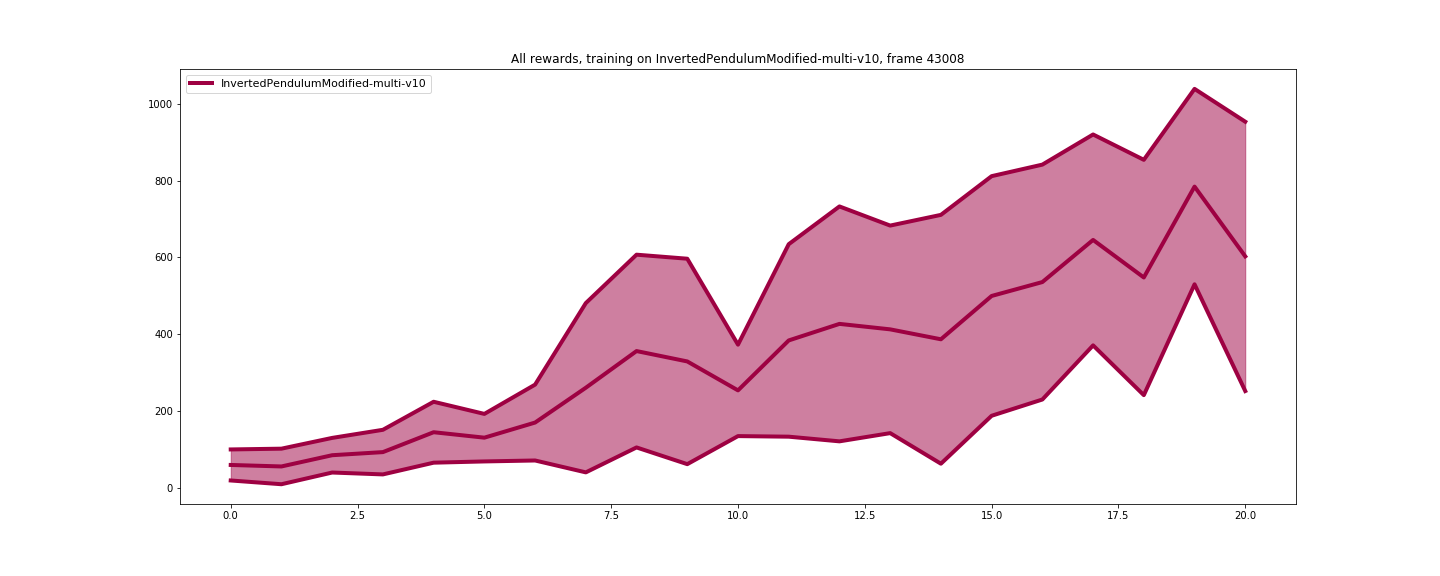 All rewards, training on InvertedPendulumModified-multi-v10, frame 43008
InvertedPendulumModified-multi-v10
1000
800
600
400
200
0
0.0 2.5 5.0 7.5 10.0 12.5 15.0 17.5 20.0